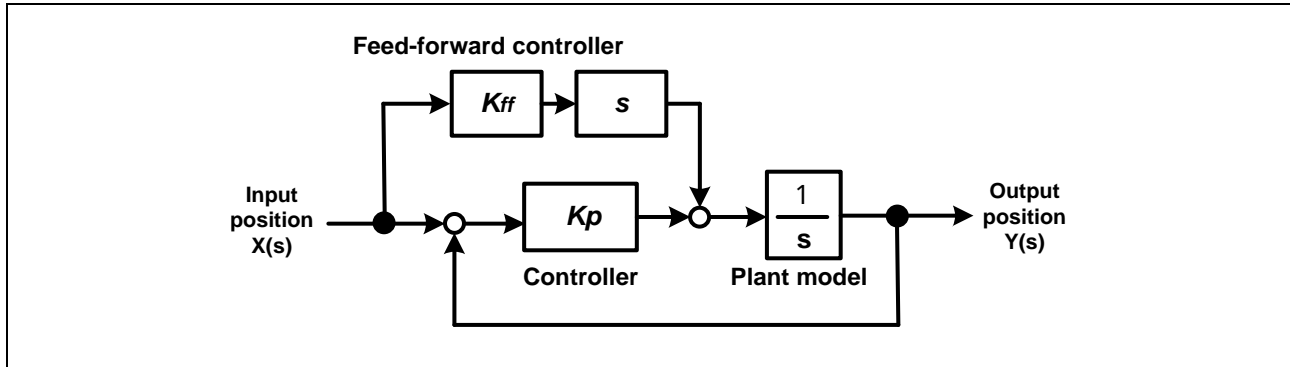 Feed-forward controller
Kff
s
Input
position
X(s)
Kp
1
s
Output
position
Y(s)
Controller
Plant model